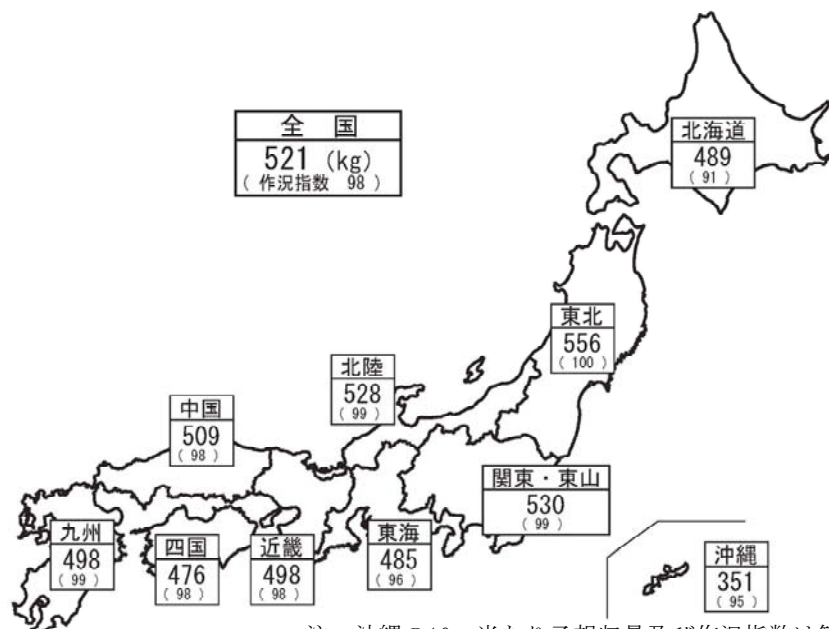 全 国
521 (kg)
( 作況指数 98 )
北海道
489
( 91 )
東北
556
( 100 )
北陸
528
( 99 )
中国
509
( 98 )
関東・東山
530
( 99 )
九州
498
( 99 )
四国
476
( 98 )
近畿
498
( 98 )
東海
485
( 96 )
沖縄
351
( 95 )